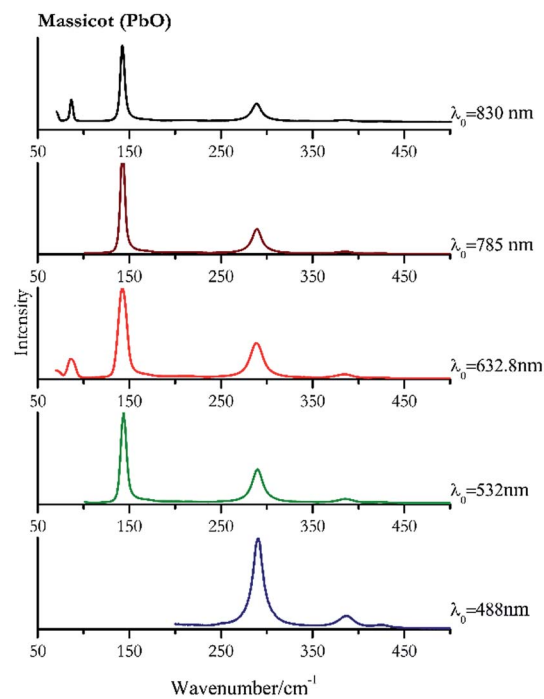 Massicot (PbO)
λ₀=830 nm
50 150 250 350 450
λ₀=785 nm
50 150 250 350 450
Intensity
λ₀=632.8nm
50 150 250 350 450
λ₀=532nm
50 150 250 350 450
λ₀=488nm
50 150 250 350 450
Wavenumber/cm⁻¹